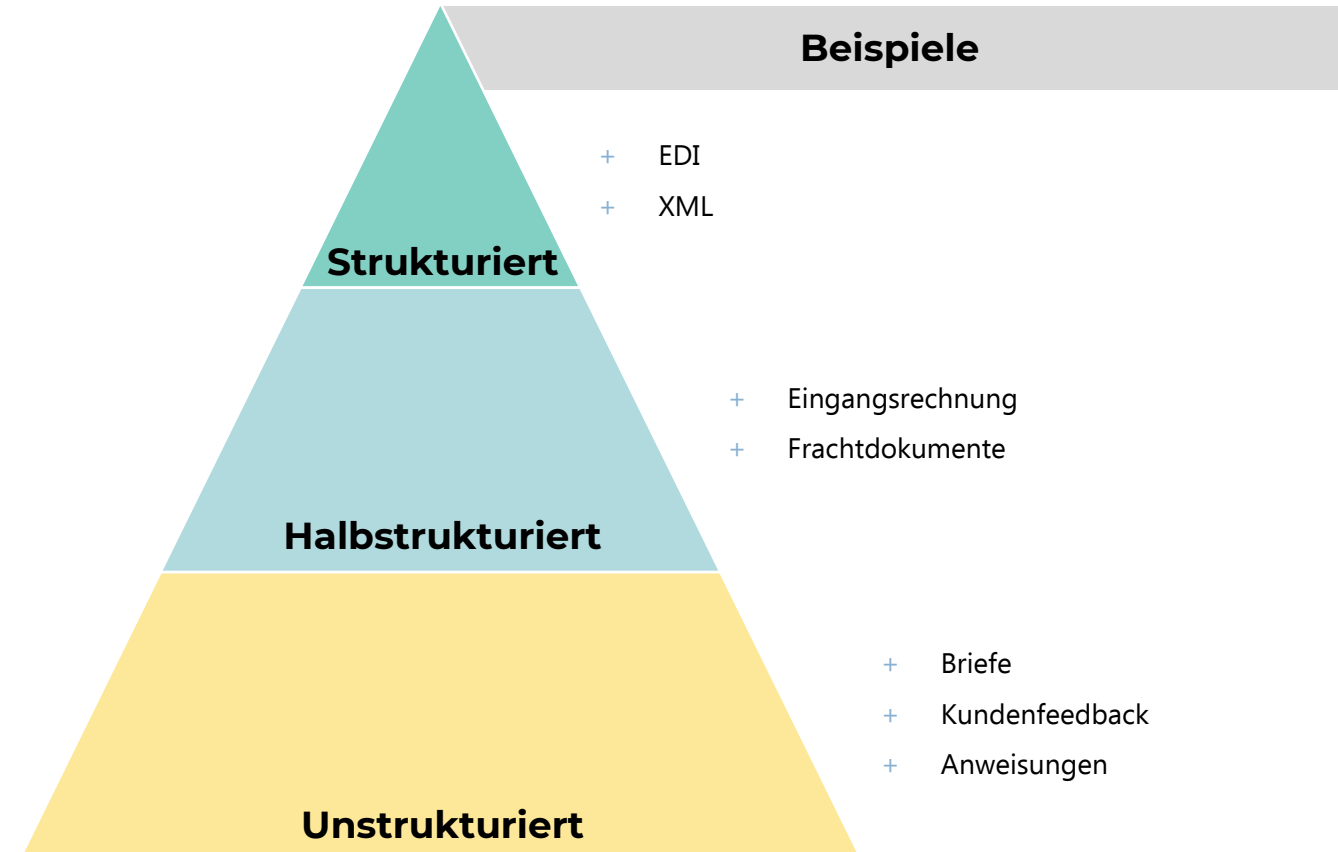 Beispiele
+ EDI
+ XML
Strukturiert
+ Eingangsrechnung
+ Frachtdokumente
Halbstrukturiert
+ Briefe
+ Kundenfeedback
+ Anweisungen
Unstrukturiert